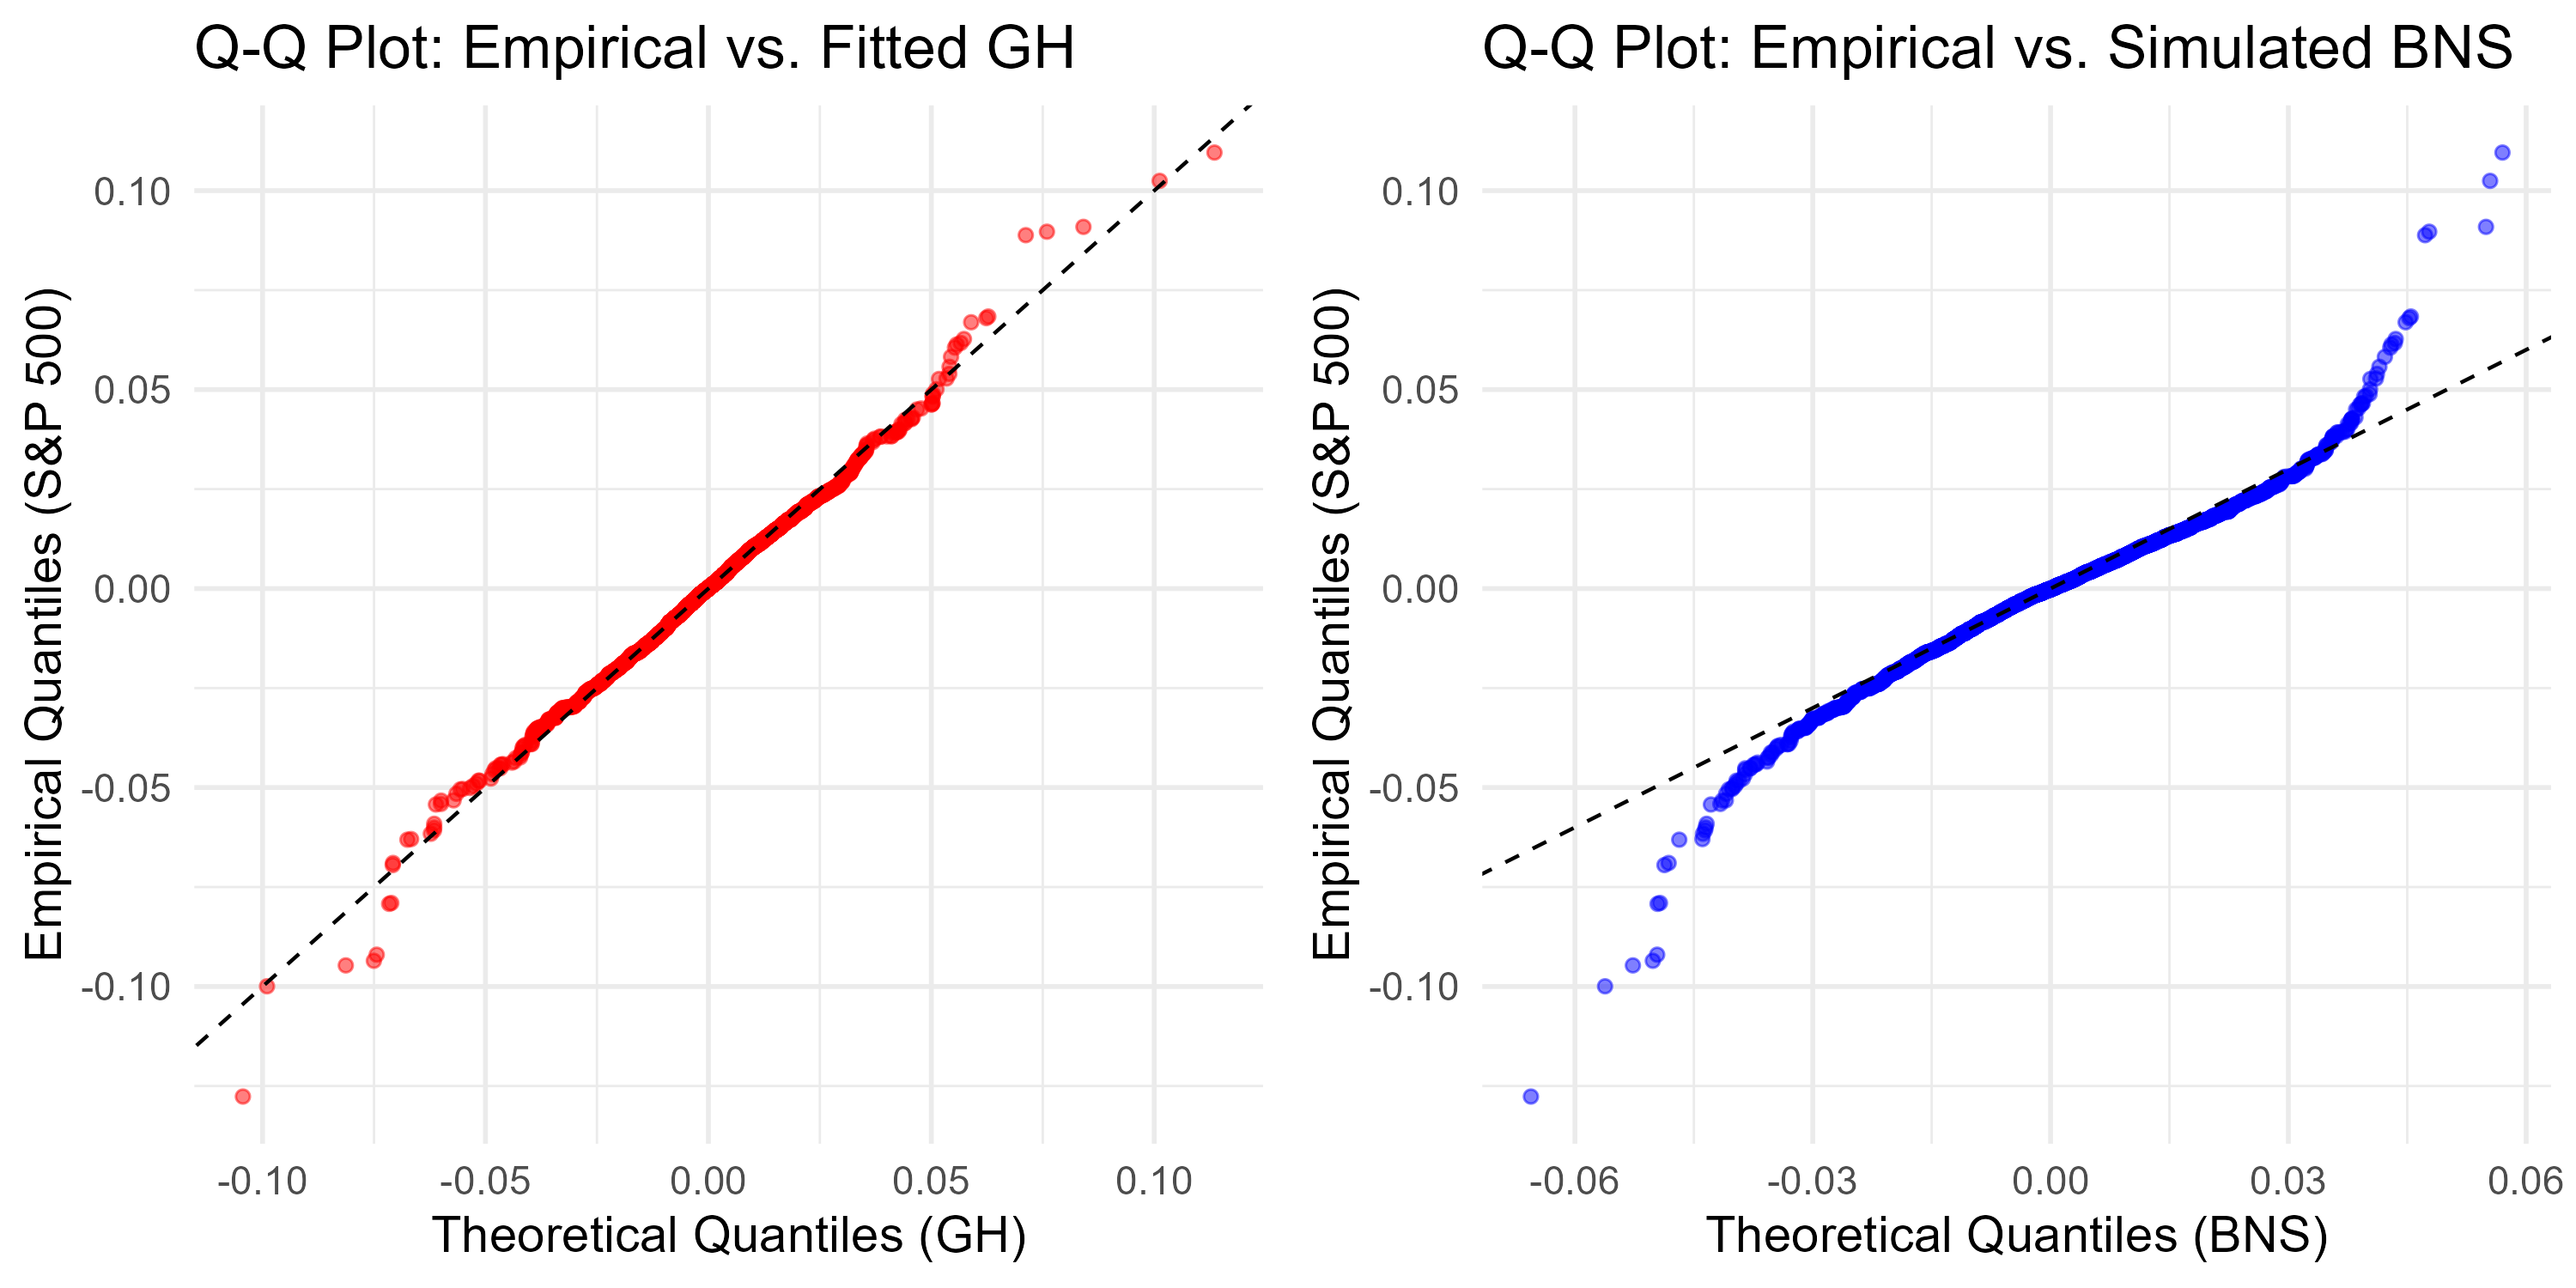 Q-Q Plot: Empirical vs. Fitted GH
Empirical Quantiles (S&P 500)
0.10
0.05
0.00
-0.05
-0.10
-0.10 -0.05 0.00 0.05 0.10
Theoretical Quantiles (GH)
Q-Q Plot: Empirical vs. Simulated BNS
Empirical Quantiles (S&P 500)
0.10
0.05
0.00
-0.05
-0.10
-0.06 -0.03 0.00 0.03 0.06
Theoretical Quantiles (BNS)